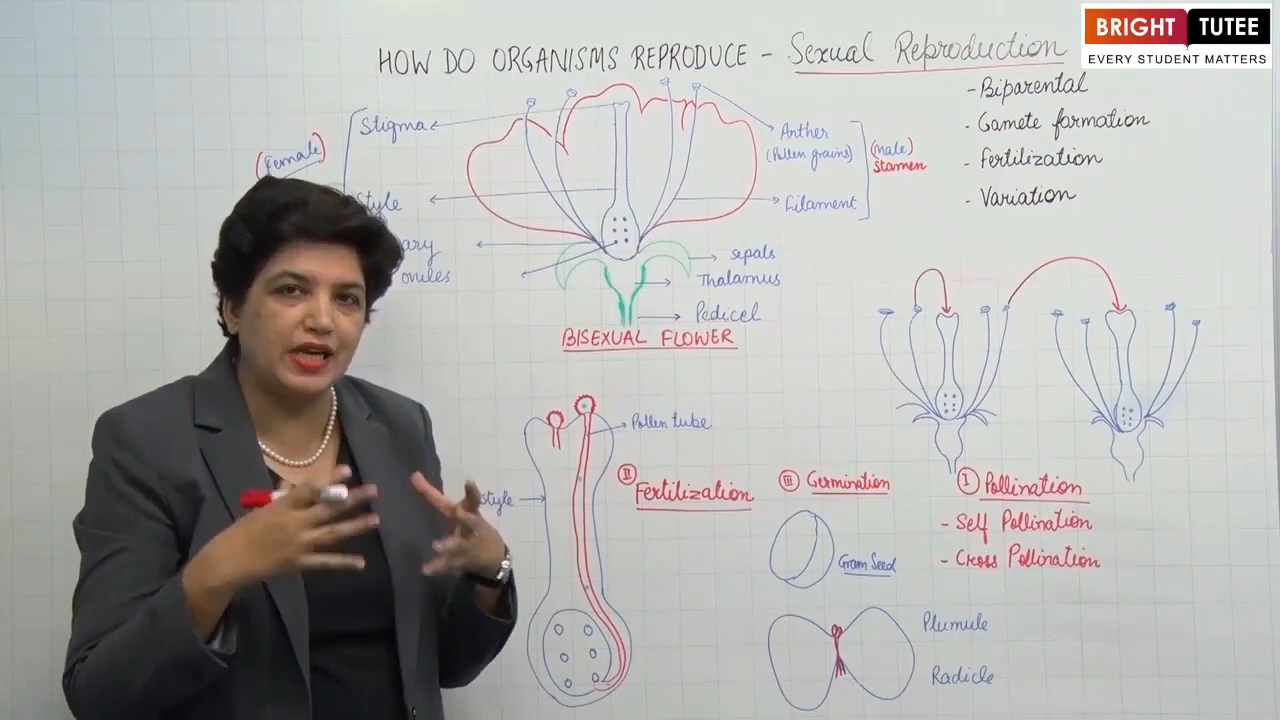 BRIGHT TUTEE
EVERY STUDENT MATTERS
HOW DO ORGANISMS REPRODUCE - Sexual Reproduction
- Biparental
- Gamete formation
- Fertilization
- Variation
(Female)
Stigma
Style
ary
ovules
Anther
(Pollen grains)
Filament
(male)
Stamen
sepals
Thalamus
Pedicel
BISEXUAL FLOWER
Pollen tube
style
II
Fertilization
III Germination
Gram Seed
Plumule
Radicle
I Pollination
- Self Pollination
- Cross Pollination